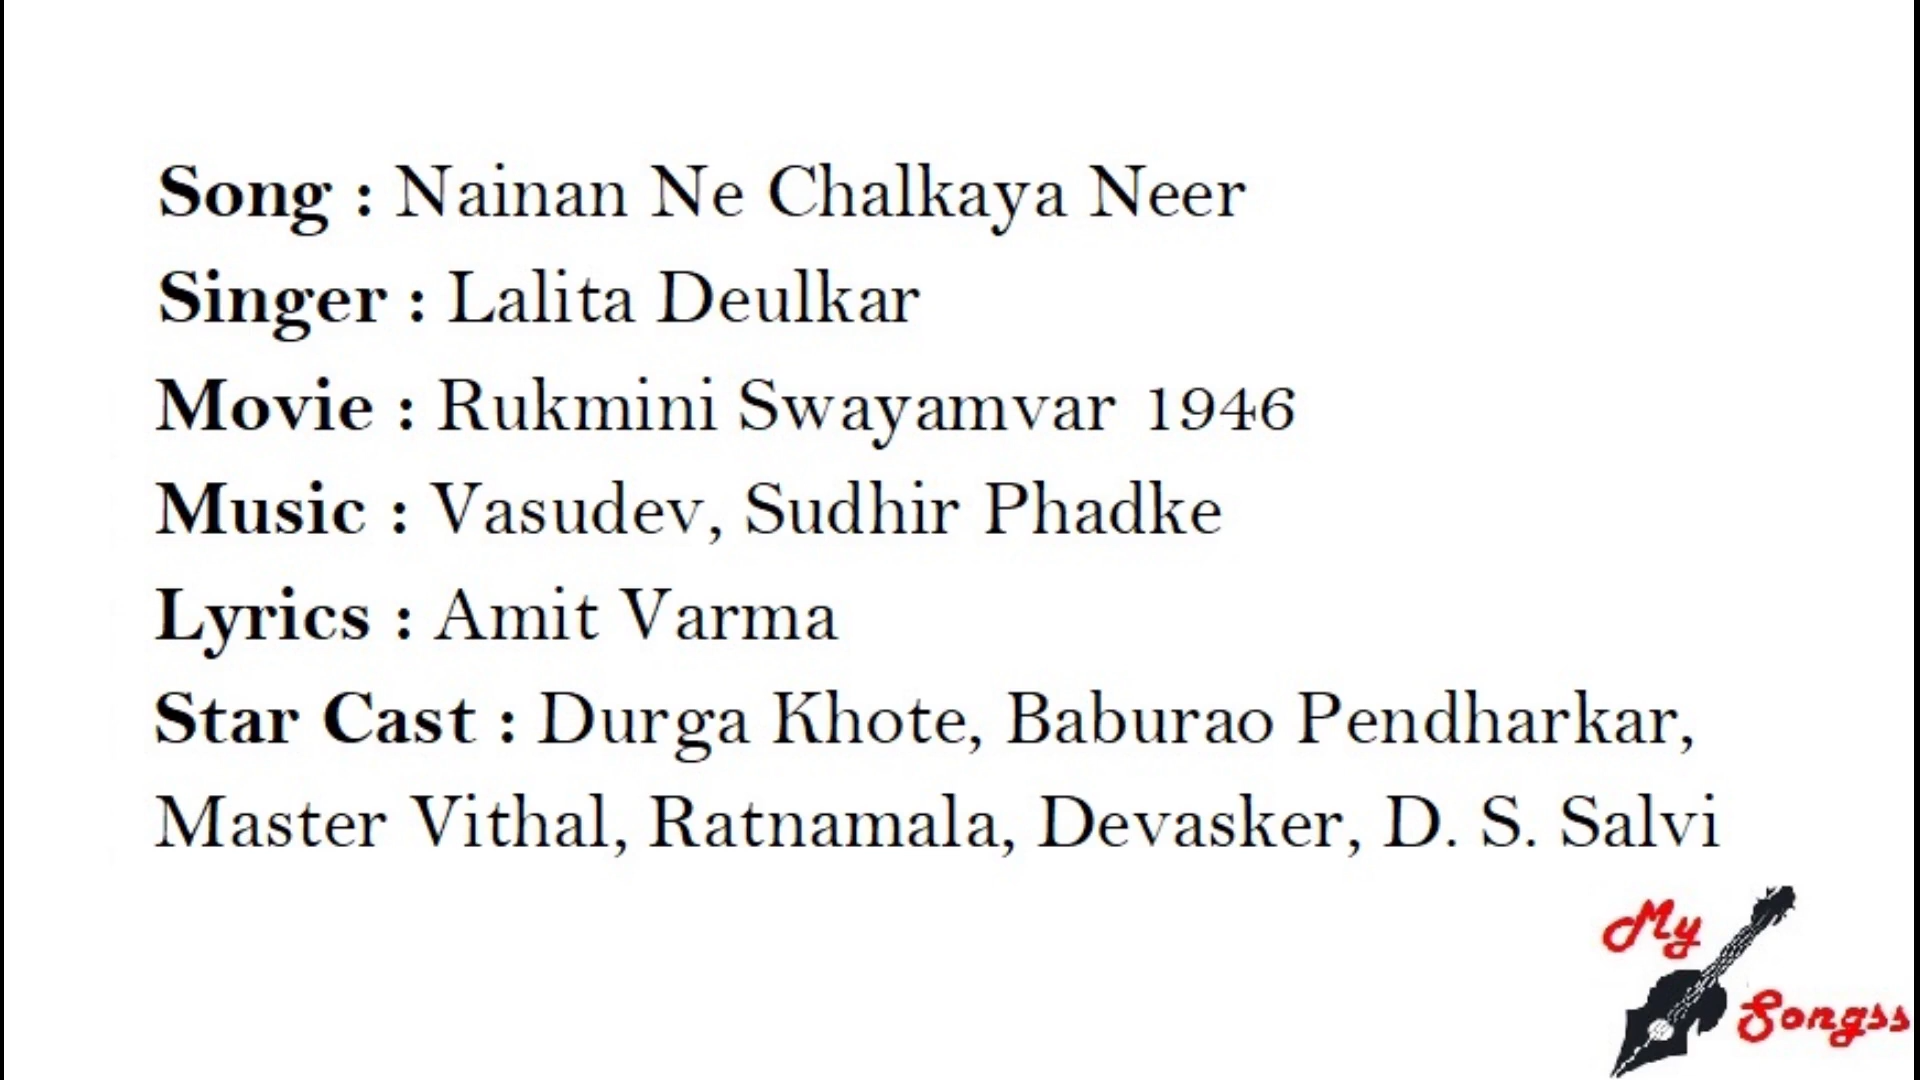 Song : Nainan Ne Chalkaya Neer
Singer : Lalita Deulkar
Movie : Rukmini Swayamvar 1946
Music : Vasudev, Sudhir Phadke
Lyrics : Amit Varma
Star Cast : Durga Khote, Baburao Pendharkar,
Master Vithal, Ratnamala, Devasker, D. S. Salvi
My
Songss